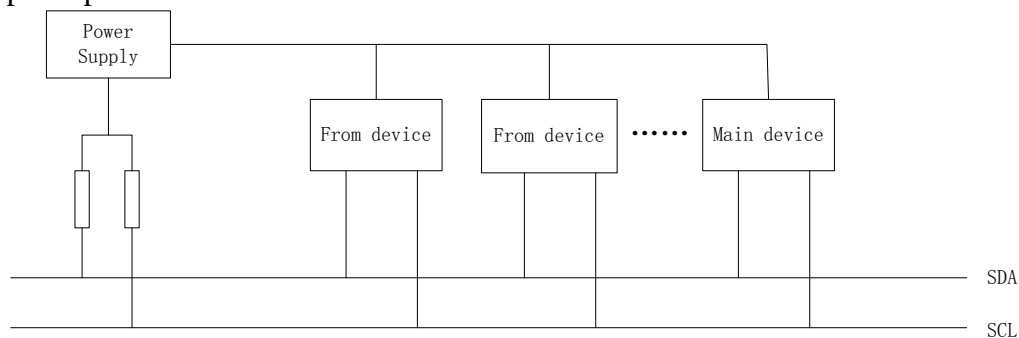 Power
Supply
From device
From device
······
Main device
SDA
SCL